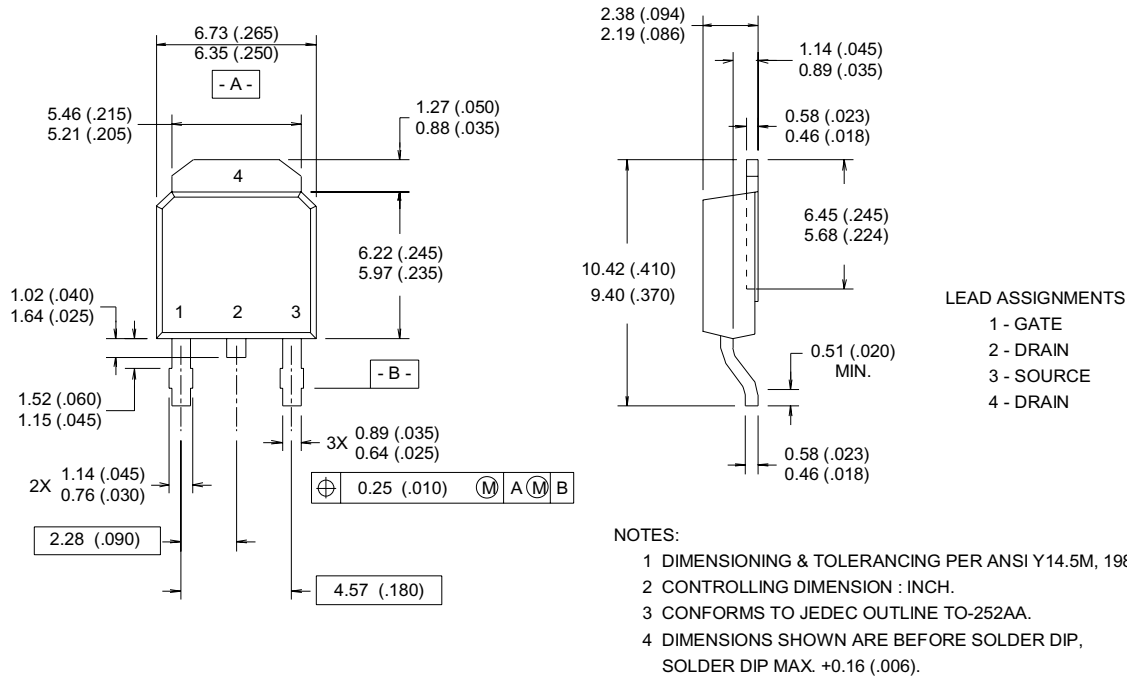 6.73 (.265)
6.35 (.250)
- A -
5.46 (.215)
5.21 (.205)
1.27 (.050)
0.88 (.035)
4
6.22 (.245)
5.97 (.235)
1.02 (.040)
1.64 (.025)
1 2 3
- B -
1.52 (.060)
1.15 (.045)
3X 0.89 (.035)
0.64 (.025)
2X 1.14 (.045)
0.76 (.030)
⌖ 0.25 (.010) Ⓜ A Ⓜ B
2.28 (.090)
4.57 (.180)
2.38 (.094)
2.19 (.086)
1.14 (.045)
0.89 (.035)
0.58 (.023)
0.46 (.018)
6.45 (.245)
5.68 (.224)
10.42 (.410)
9.40 (.370)
0.51 (.020)
MIN.
0.58 (.023)
0.46 (.018)
LEAD ASSIGNMENTS
1 - GATE
2 - DRAIN
3 - SOURCE
4 - DRAIN
NOTES:
1 DIMENSIONING & TOLERANCING PER ANSI Y14.5M, 198
2 CONTROLLING DIMENSION : INCH.
3 CONFORMS TO JEDEC OUTLINE TO-252AA.
4 DIMENSIONS SHOWN ARE BEFORE SOLDER DIP,
SOLDER DIP MAX. +0.16 (.006).